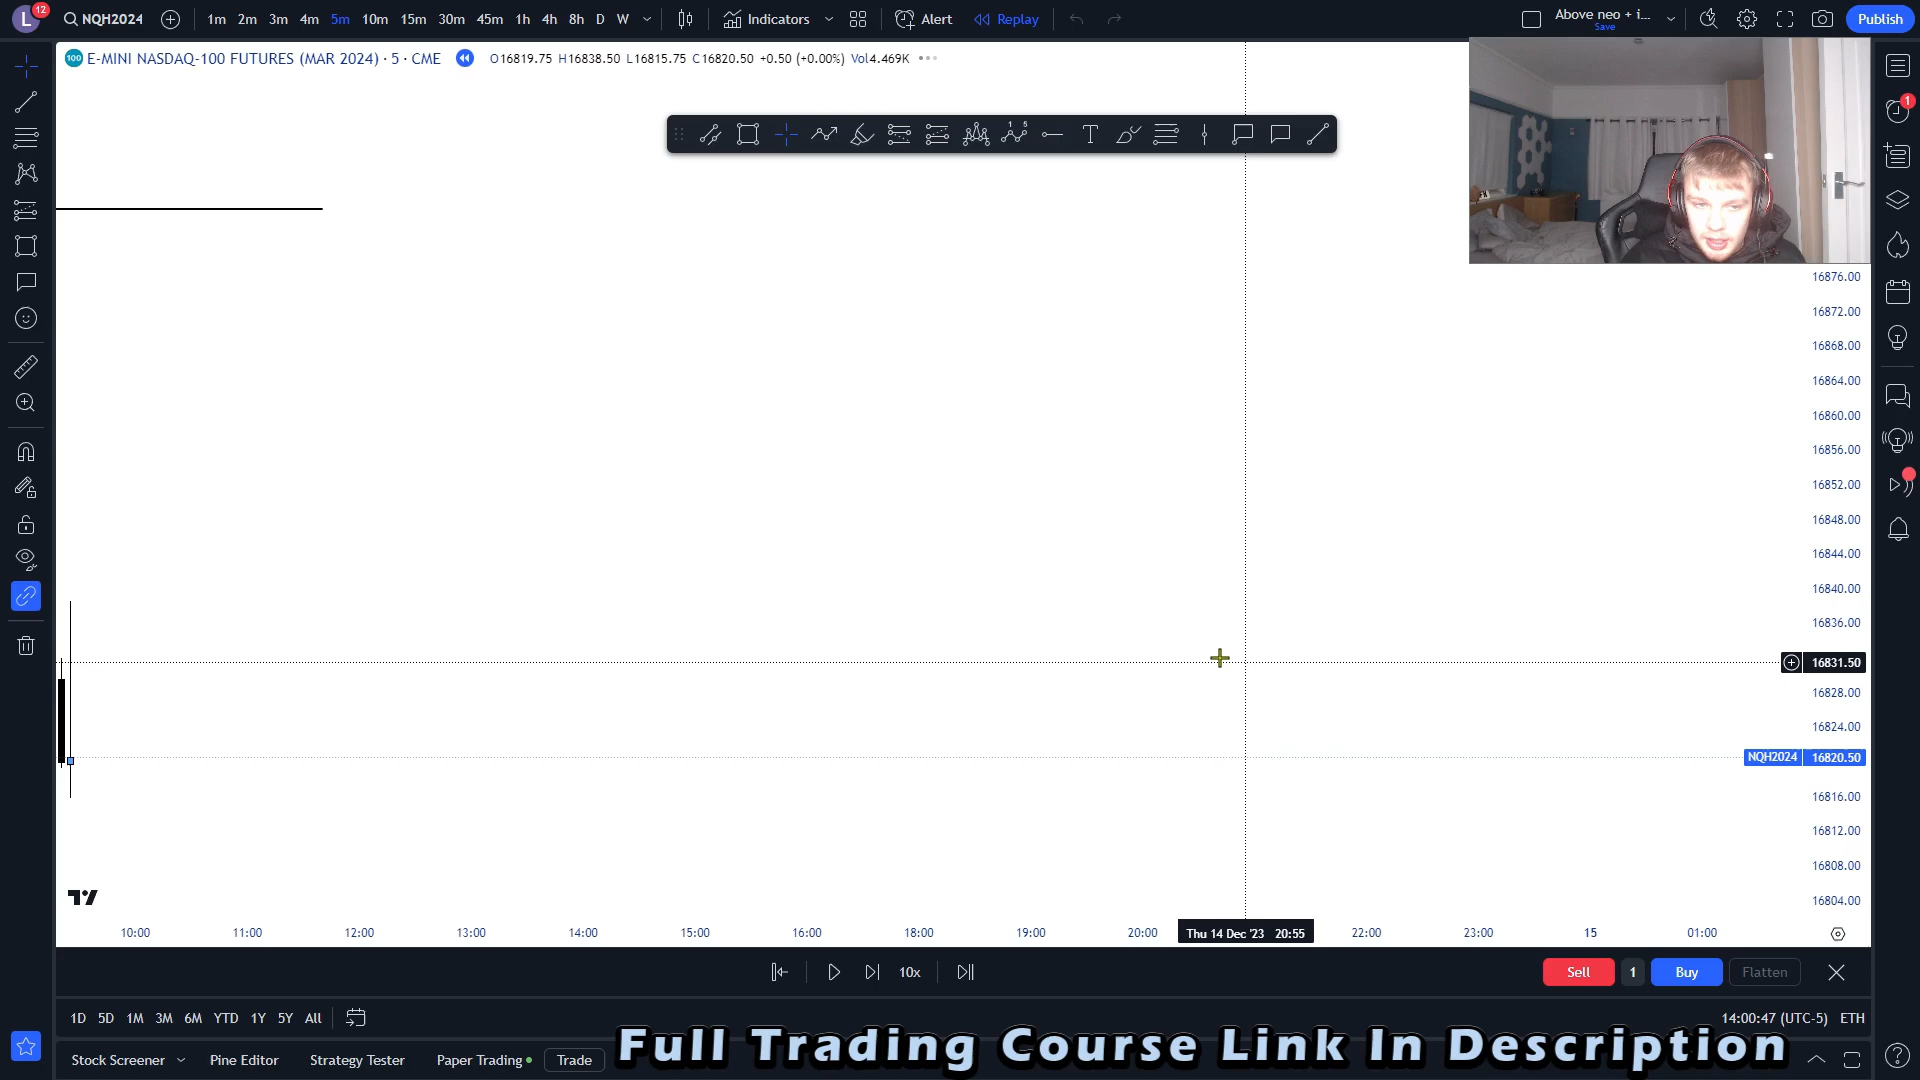 L 12 NQH2024 1m 2m 3m 4m 5m 10m 15m 30m 45m 1h 4h 8h D W Indicators Alert Replay Above neo + i... Save Publish
100 E-MINI NASDAQ-100 FUTURES (MAR 2024) · 5 · CME O16819.75 H16838.50 L16815.75 C16820.50 +0.50 (+0.00%) Vol4.469K
1
1 5 T
16876.00
16872.00
16868.00
16864.00
16860.00
16856.00
16852.00
16848.00
16844.00
16840.00
16836.00
16831.50
16828.00
16824.00
NQH2024 16820.50
16816.00
16812.00
16808.00
16804.00
10:00 11:00 12:00 13:00 14:00 15:00 16:00 17:00 18:00 19:00 20:00 Thu 14 Dec '23 20:55 22:00 23:00 15 01:00
10x Sell 1 Buy Flatten
1D 5D 1M 3M 6M YTD 1Y 5Y All 14:00:47 (UTC-5) ETH
Stock Screener Pine Editor Strategy Tester Paper Trading Trade Full Trading Course Link In Description